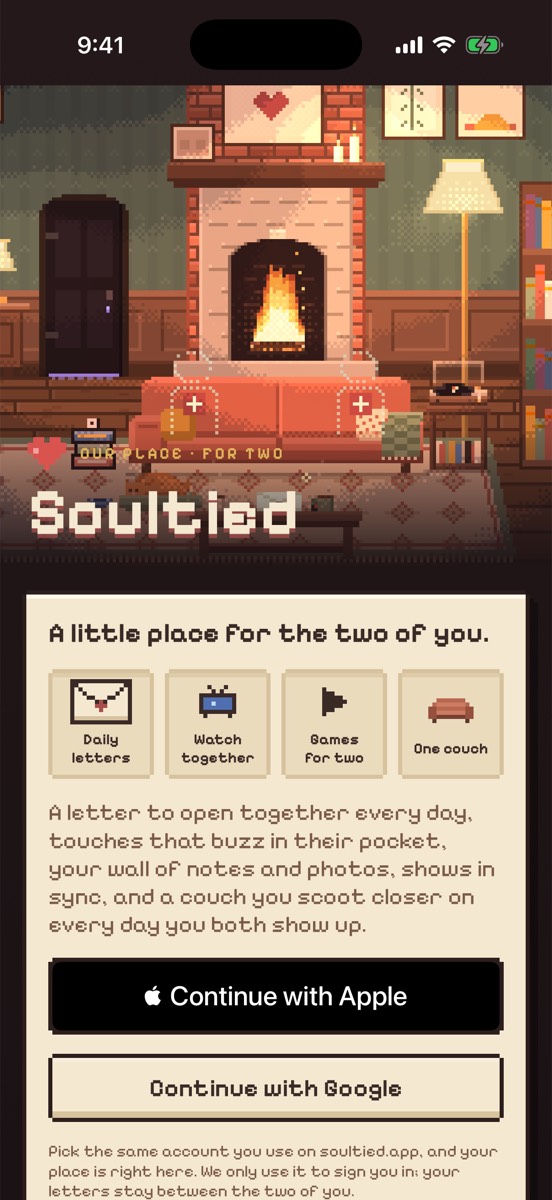 9:41
OUR PLACE · FOR TWO
Soultied
A little place for the two of you.
Daily
letters
Watch
together
Games
for two
One couch
A letter to open together every day,
touches that buzz in their pocket,
your wall of notes and photos, shows in
sync, and a couch you scoot closer on
every day you both show up.
Continue with Apple
Continue with Google
Pick the same account you use on soultied.app, and your
place is right here. We only use it to sign you in; your
letters stay between the two of you.